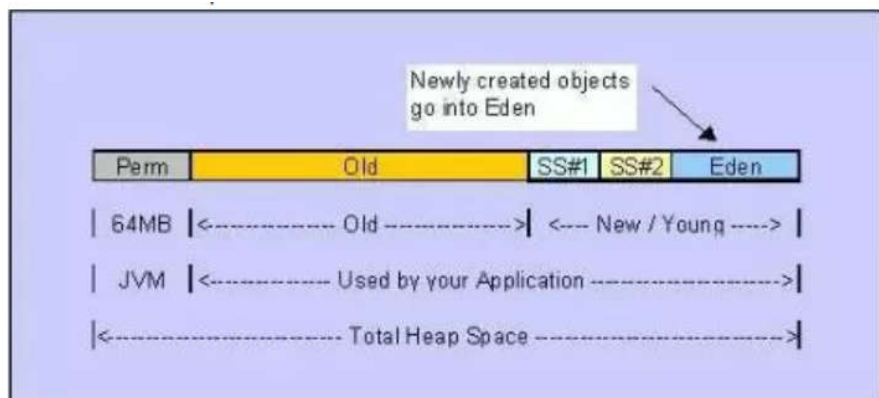 Newly created objects
go into Eden
Perm Old SS#1 SS#2 Eden
| 64MB |<---------------- Old --------------->| <---- New / Young ----->|
| JVM |<-------------- Used by your Application ----------------------->|
|<----------------------------- Total Heap Space ------------------------------>|